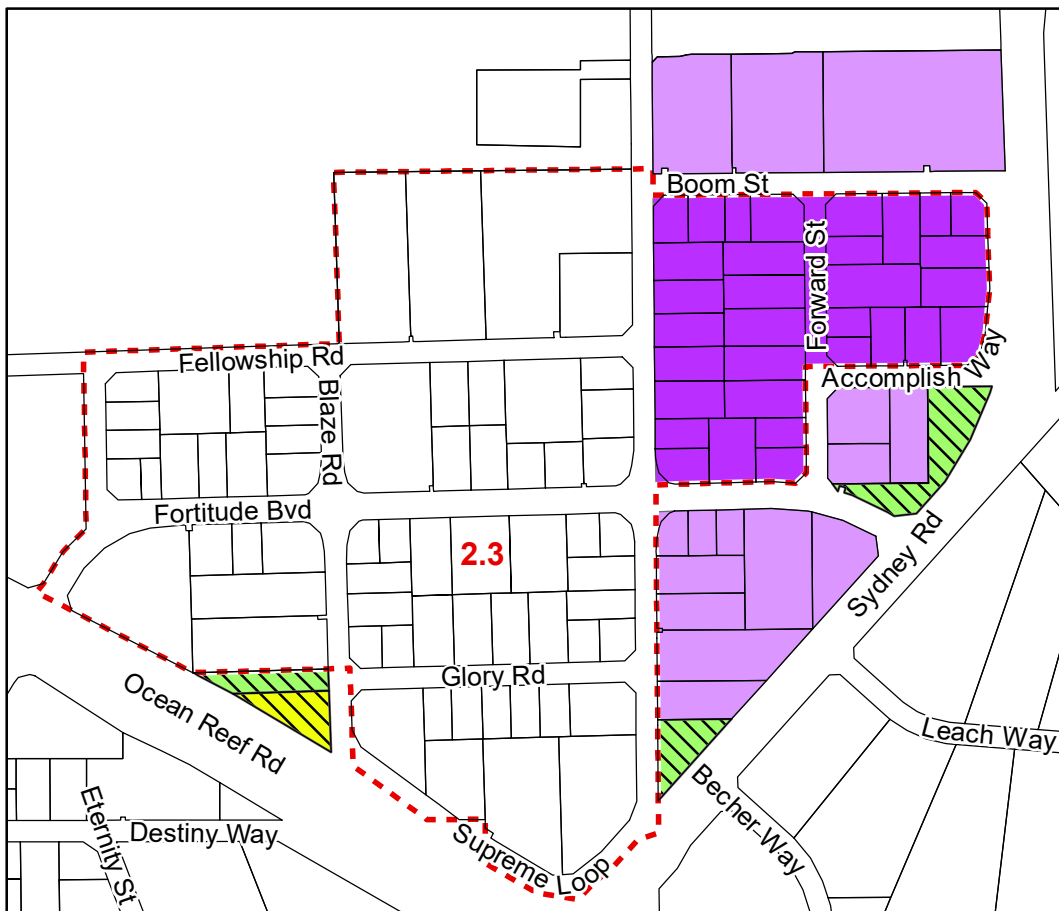 Boom St
Forward St
Fellowship Rd
Accomplish Way
Blaze Rd
Fortitude Bvd
2.3
Sydney Rd
Glory Rd
Ocean Reef Rd
Leach Way
Becher Way
Eternity St
Destiny Way
Supreme Loop